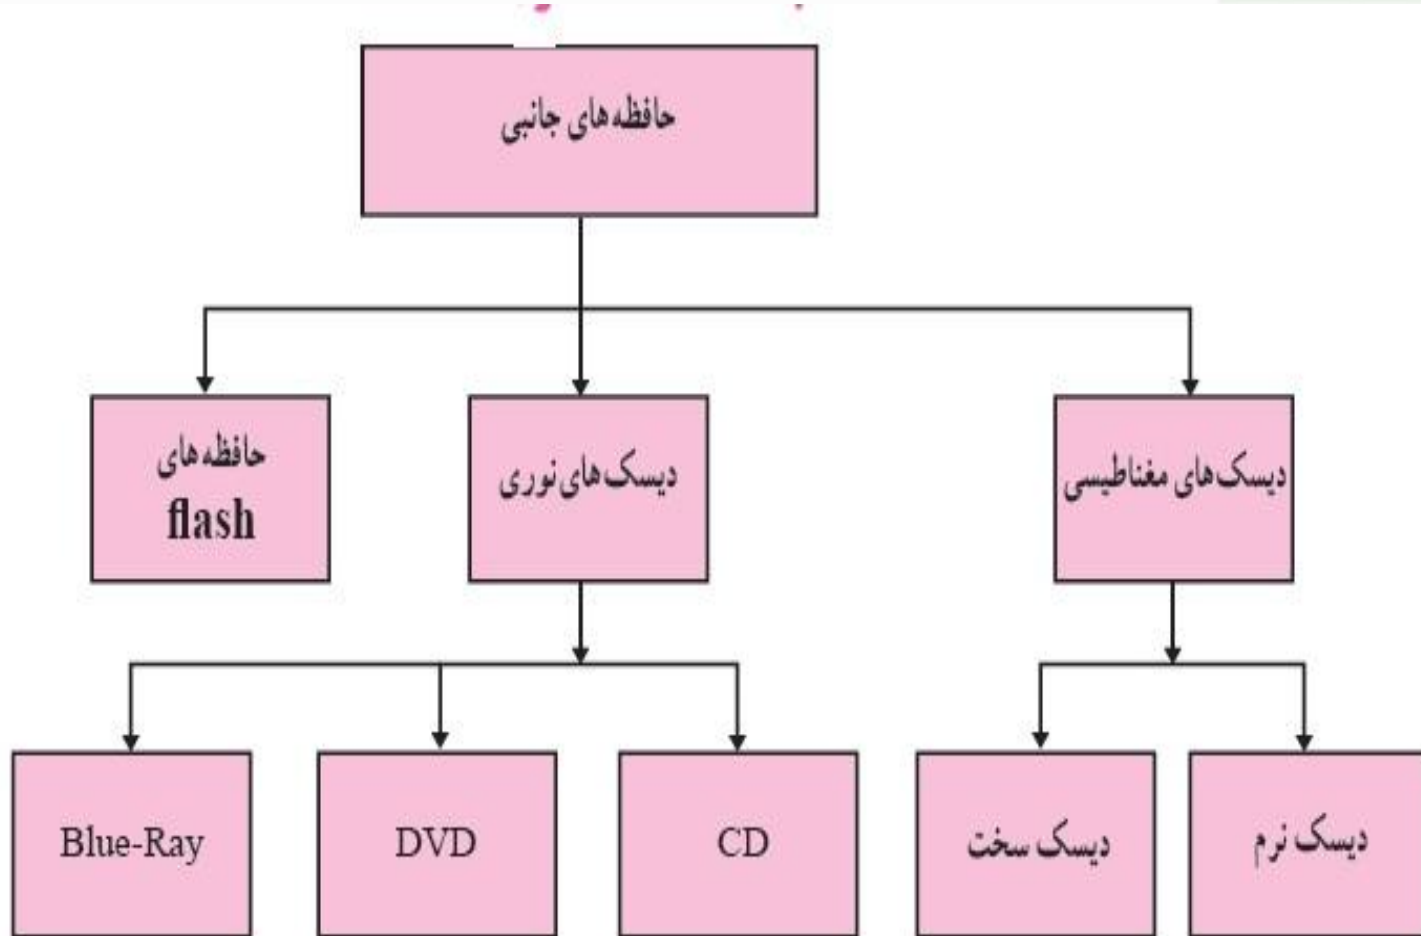 حافظه‌های جانبی
دیسک‌های مغناطیسی
دیسک‌های نوری
حافظه‌های
flash
دیسک نرم
دیسک سخت
CD
DVD
Blue-Ray